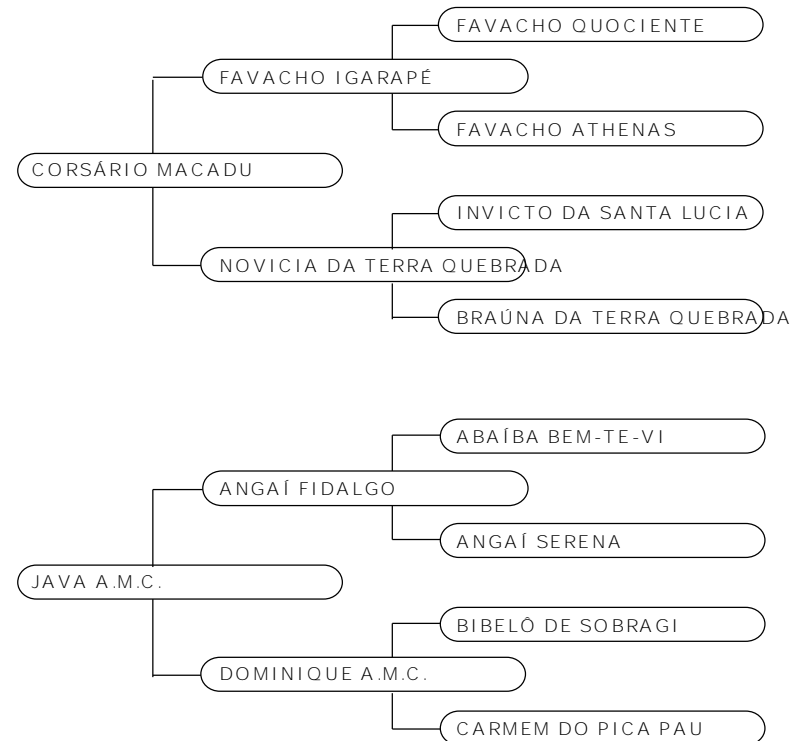 FAVACHO QUOCIENTE
FAVACHO IGARAPÉ
FAVACHO ATHENAS
CORSÁRIO MACADU
INVICTO DA SANTA LUCIA
NOVICIA DA TERRA QUEBRADA
BRAÚNA DA TERRA QUEBRADA
ABAÍBA BEM-TE-VI
ANGAÍ FIDALGO
ANGAÍ SERENA
JAVA A.M.C.
BIBELÔ DE SOBRAGI
DOMINIQUE A.M.C.
CARMEM DO PICA PAU